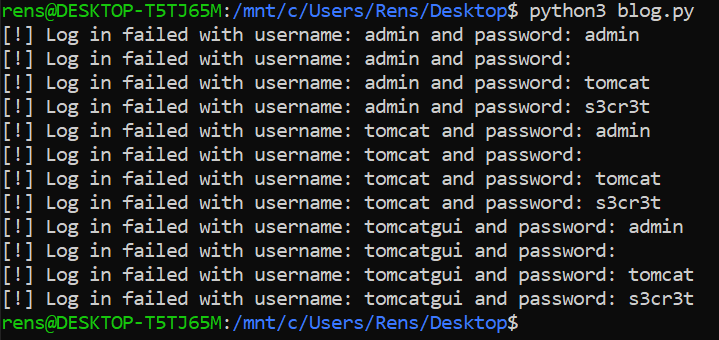 rens@DESKTOP-T5TJ65M:/mnt/c/Users/Rens/Desktop$ python3 blog.py
[!] Log in failed with username: admin and password: admin
[!] Log in failed with username: admin and password:
[!] Log in failed with username: admin and password: tomcat
[!] Log in failed with username: admin and password: s3cr3t
[!] Log in failed with username: tomcat and password: admin
[!] Log in failed with username: tomcat and password:
[!] Log in failed with username: tomcat and password: tomcat
[!] Log in failed with username: tomcat and password: s3cr3t
[!] Log in failed with username: tomcatgui and password: admin
[!] Log in failed with username: tomcatgui and password:
[!] Log in failed with username: tomcatgui and password: tomcat
[!] Log in failed with username: tomcatgui and password: s3cr3t
rens@DESKTOP-T5TJ65M:/mnt/c/Users/Rens/Desktop$